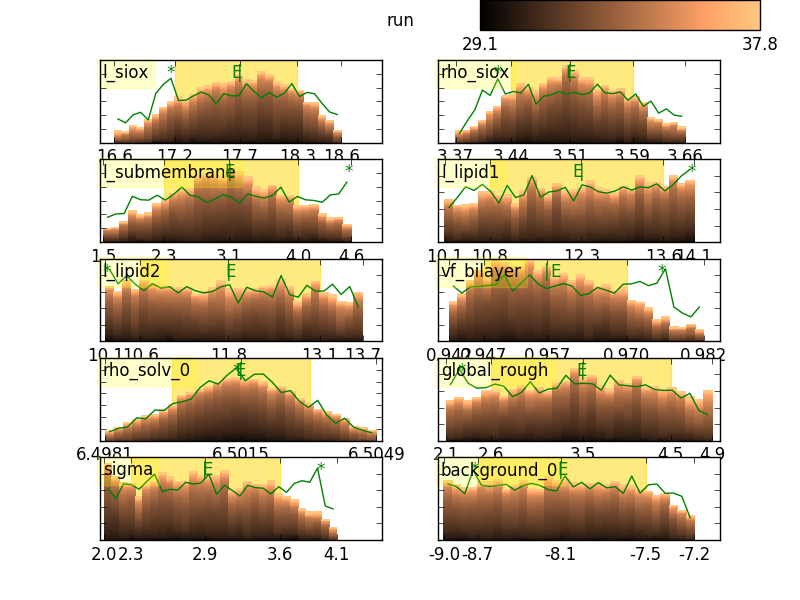 run
29.1 37.8
l_siox * E
rho_siox * E
16.6 17.2 17.7 18.3 18.6
3.37 3.44 3.51 3.59 3.66
l_submembrane E *
l_lipid1 E *
1.5 2.3 3.1 4.0 4.6
10.1 10.8 12.3 13.6 14.1
l_lipid2 * E
vf_bilayer E *
10.1 10.6 11.8 13.1 13.7
0.942 0.947 0.957 0.970 0.982
rho_solv_0 * E
global_rough * E
6.4981 6.5015 6.5049
2.1 2.6 3.5 4.5 4.9
sigma E *
background_0 * E
2.0 2.3 2.9 3.6 4.1
-9.0 -8.7 -8.1 -7.5 -7.2